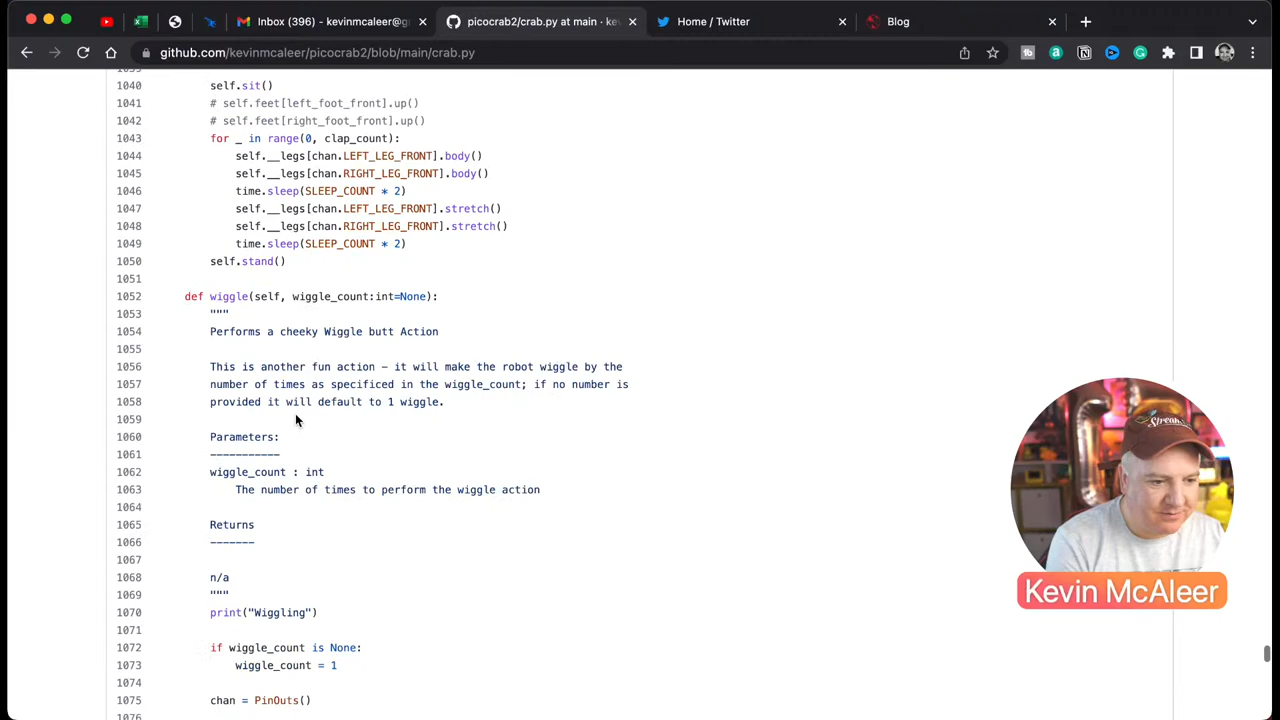 Inbox (396) - kevinmcaleer@g
picocrab2/crab.py at main · ke
Home / Twitter
Blog
github.com/kevinmcaleer/picocrab2/blob/main/crab.py
1040 self.sit()
1041 # self.feet[left_foot_front].up()
1042 # self.feet[right_foot_front].up()
1043 for _ in range(0, clap_count):
1044 self.__legs[chan.LEFT_LEG_FRONT].body()
1045 self.__legs[chan.RIGHT_LEG_FRONT].body()
1046 time.sleep(SLEEP_COUNT * 2)
1047 self.__legs[chan.LEFT_LEG_FRONT].stretch()
1048 self.__legs[chan.RIGHT_LEG_FRONT].stretch()
1049 time.sleep(SLEEP_COUNT * 2)
1050 self.stand()
1051
1052 def wiggle(self, wiggle_count:int=None):
1053 """
1054 Performs a cheeky Wiggle butt Action
1055
1056 This is another fun action - it will make the robot wiggle by the
1057 number of times as specificed in the wiggle_count; if no number is
1058 provided it will default to 1 wiggle.
1059
1060 Parameters:
1061 -----------
1062 wiggle_count : int
1063 The number of times to perform the wiggle action
1064
1065 Returns
1066 -------
1067
1068 n/a
1069 """
1070 print("Wiggling")
1071
1072 if wiggle_count is None:
1073 wiggle_count = 1
1074
1075 chan = PinOuts()
1076
Kevin McAleer